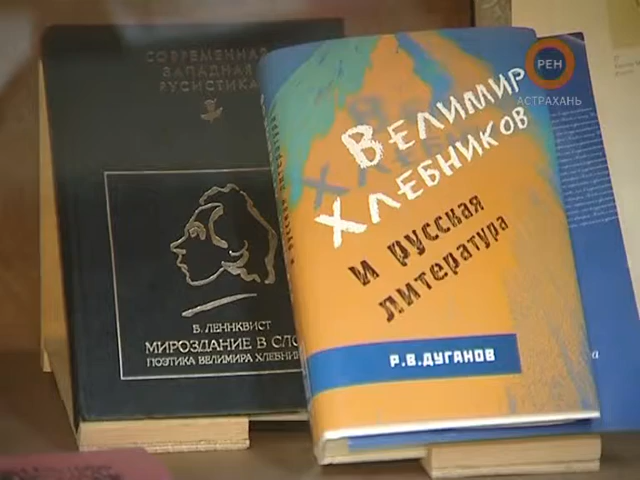 СОВРЕМЕННАЯ
ЗАПАДНАЯ
РУСИСТИКА
В. ЛЕННКВИСТ
МИРОЗДАНИЕ В СЛО
ПОЭТИКА ВЕЛИМИРА ХЛЕБНИ
ВЕЛИМИР
ХЛЕБНИКОВ
И РУССКАЯ
ЛИТЕРАТУРА
Р.В.ДУГАНОВ
РЕН
АСТРАХАНЬ